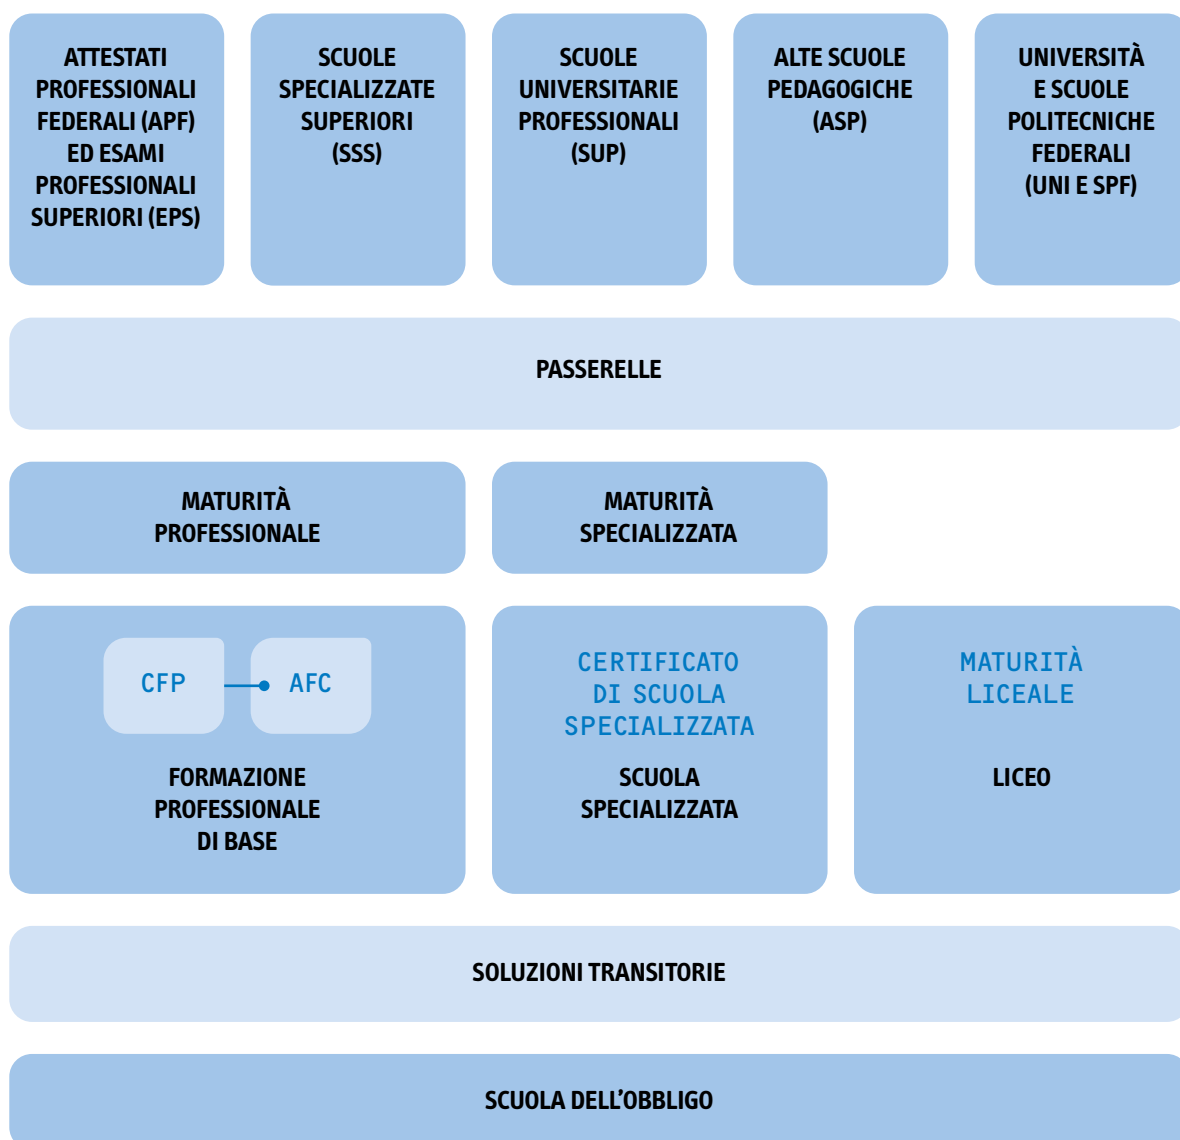 ATTESTATI
PROFESSIONALI
FEDERALI (APF)
ED ESAMI
PROFESSIONALI
SUPERIORI (EPS)
SCUOLE
SPECIALIZZATE
SUPERIORI
(SSS)
SCUOLE
UNIVERSITARIE
PROFESSIONALI
(SUP)
ALTE SCUOLE
PEDAGOGICHE
(ASP)
UNIVERSITÀ
E SCUOLE
POLITECNICHE
FEDERALI
(UNI E SPF)
PASSERELLE
MATURITÀ
PROFESSIONALE
MATURITÀ
SPECIALIZZATA
CFP
AFC
FORMAZIONE
PROFESSIONALE
DI BASE
CERTIFICATO
DI SCUOLA
SPECIALIZZATA
SCUOLA
SPECIALIZZATA
MATURITÀ
LICEALE
LICEO
SOLUZIONI TRANSITORIE
SCUOLA DELL'OBBLIGO